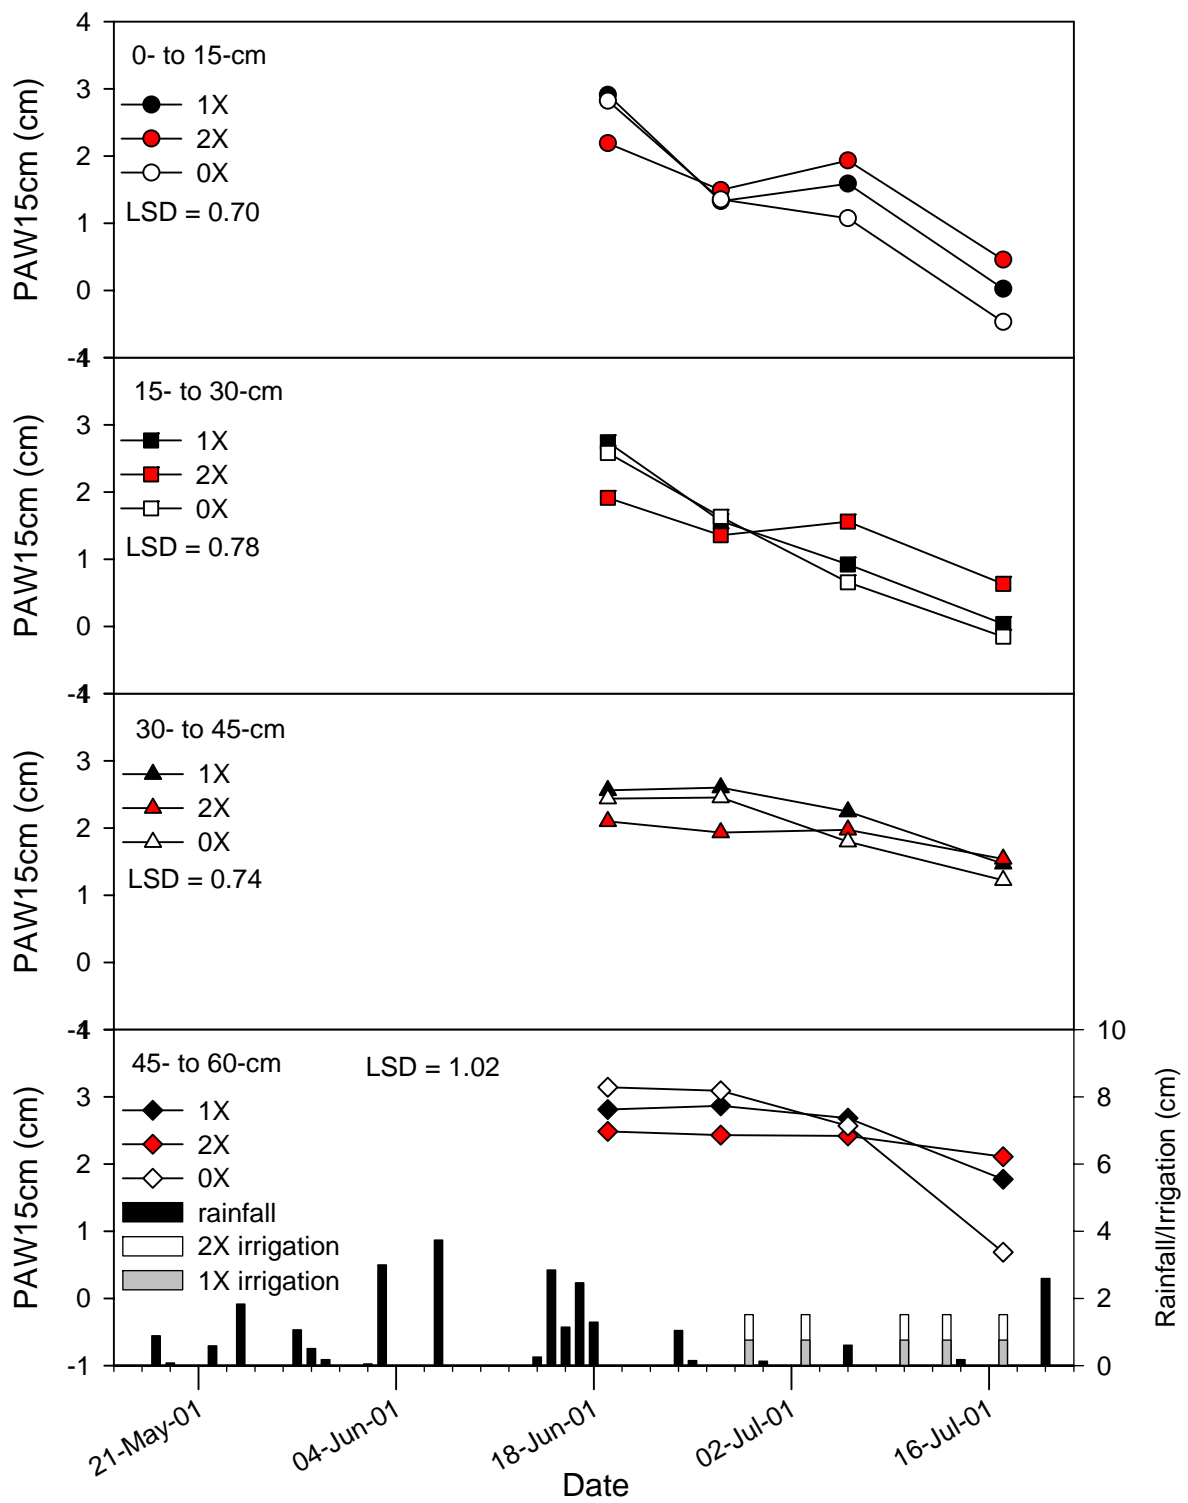 4
0- to 15-cm
3
1X
2X
2
0X
LSD = 0.70
1
0
-1
PAW15cm (cm)
4
15- to 30-cm
3
1X
2X
2
0X
LSD = 0.78
1
0
-1
PAW15cm (cm)
4
30- to 45-cm
3
1X
2X
2
0X
LSD = 0.74
1
0
-1
PAW15cm (cm)
4
10
45- to 60-cm LSD = 1.02
3
8
1X
2X
2
6
0X
rainfall
1
4
2X irrigation
1X irrigation
0
2
-1
0
PAW15cm (cm)
Rainfall/Irrigation (cm)
21-May-01
04-Jun-01
18-Jun-01
02-Jul-01
16-Jul-01
Date